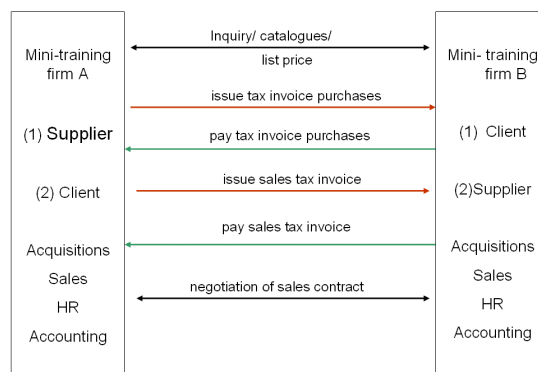 Inquiry/ catalogues/
list price
Mini-training
firm A
Mini- training
firm B
issue tax invoice purchases
(1) Supplier
pay tax invoice purchases
(1) Client
(2) Client
issue sales tax invoice
(2)Supplier
pay sales tax invoice
Acquisitions
Sales
HR
Accounting
negotiation of sales contract
Acquisitions
Sales
HR
Accounting